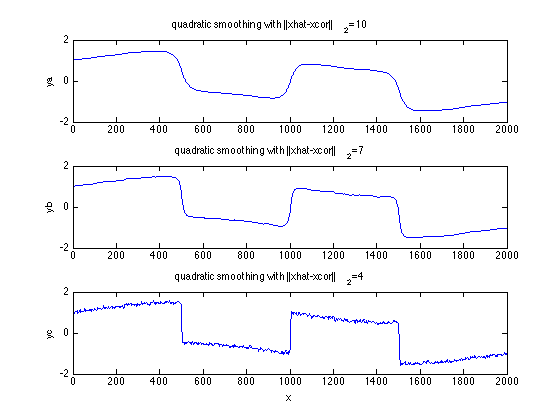 quadratic smoothing with ||xhat-xcor|| 2=10
2
0
-2
ya
0 200 400 600 800 1000 1200 1400 1600 1800 2000
quadratic smoothing with ||xhat-xcor|| 2=7
2
0
-2
yb
0 200 400 600 800 1000 1200 1400 1600 1800 2000
quadratic smoothing with ||xhat-xcor|| 2=4
2
0
-2
yc
0 200 400 600 800 1000 1200 1400 1600 1800 2000
x